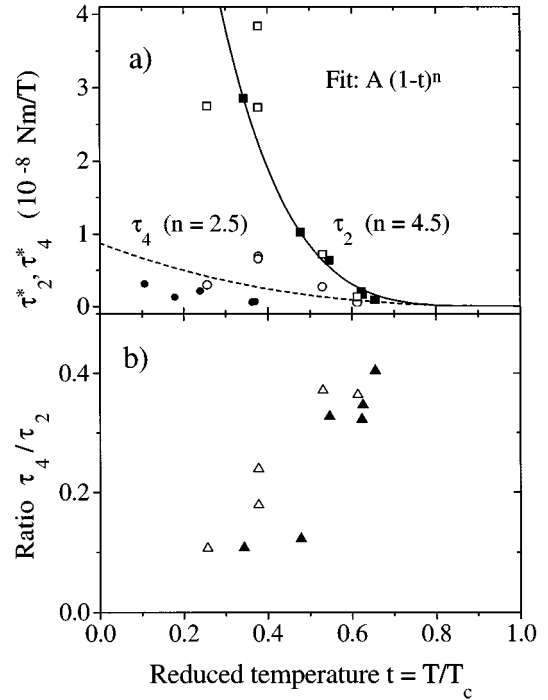 4
a)
Fit: A (1-t)ⁿ
3
τ*₂, τ*₄ (10⁻⁸ Nm/T)
2
τ₄ (n = 2.5)
τ₂ (n = 4.5)
1
0
b)
0.4
Ratio τ₄/τ₂
0.2
0.0
0.0 0.2 0.4 0.6 0.8 1.0
Reduced temperature t = T/T꜀